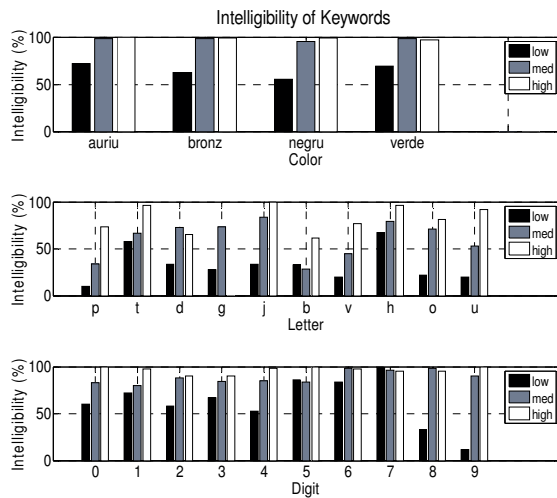 Intelligibility of Keywords
Intelligibility (%)
100
50
0
auriu bronz negru verde
Color
low
med
high
Intelligibility (%)
100
50
0
p t d g j b v h o u
Letter
low
med
high
Intelligibility (%)
100
50
0
0 1 2 3 4 5 6 7 8 9
Digit
low
med
high